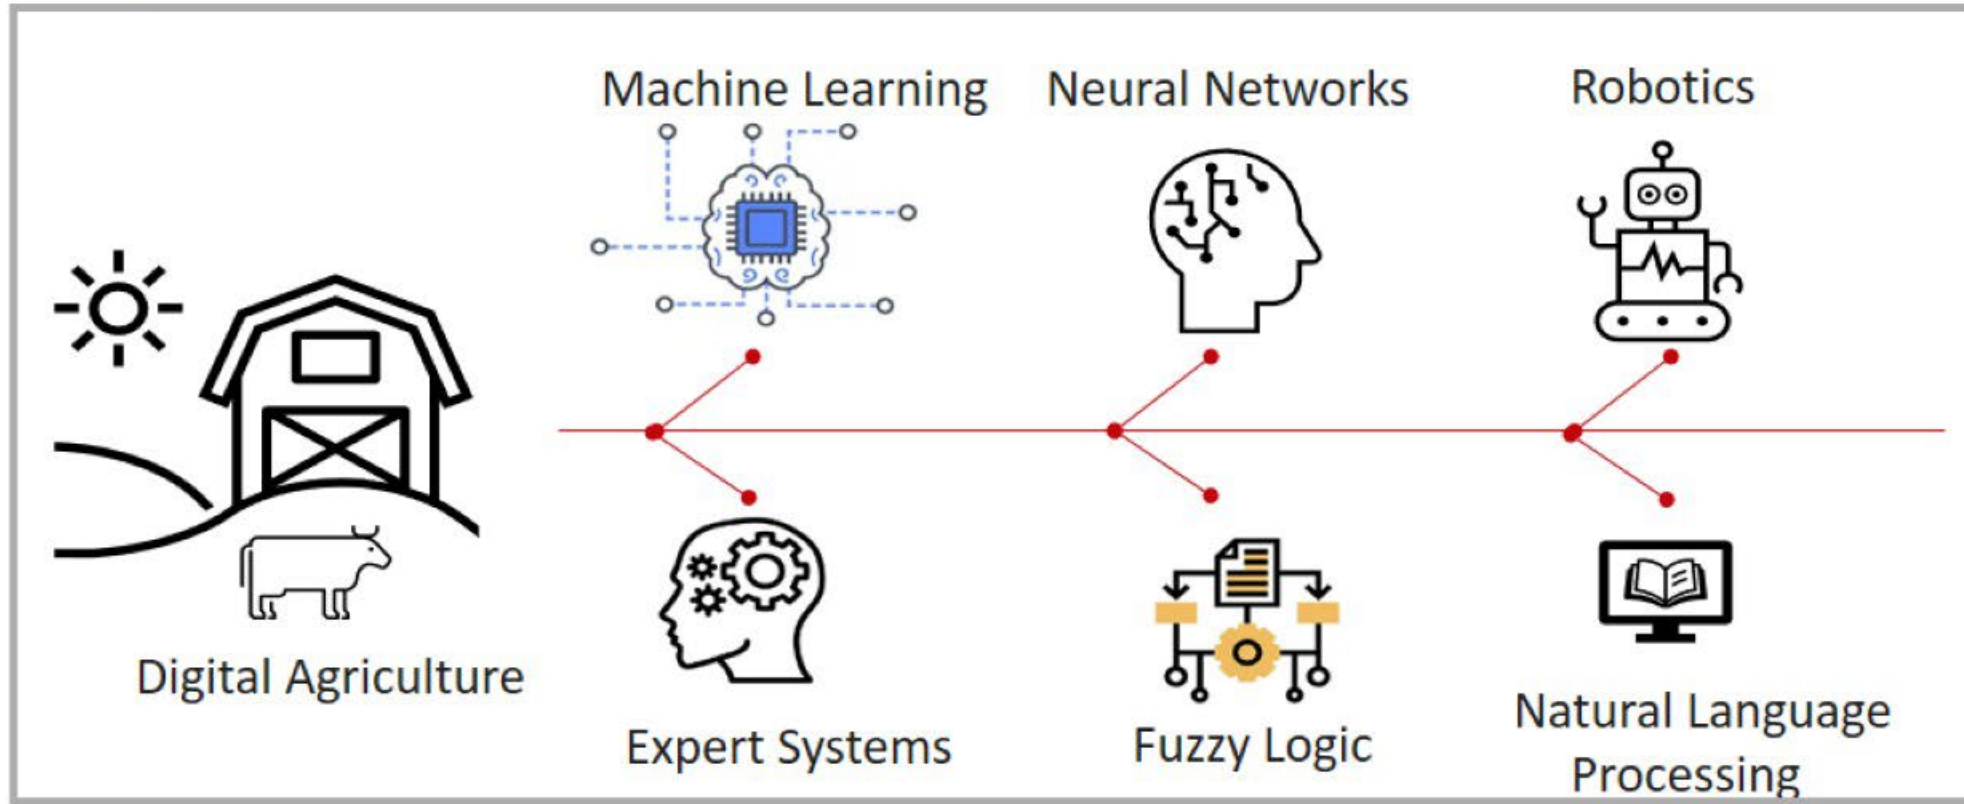 Machine Learning
Neural Networks
Robotics
Digital Agriculture
Expert Systems
Fuzzy Logic
Natural Language
Processing